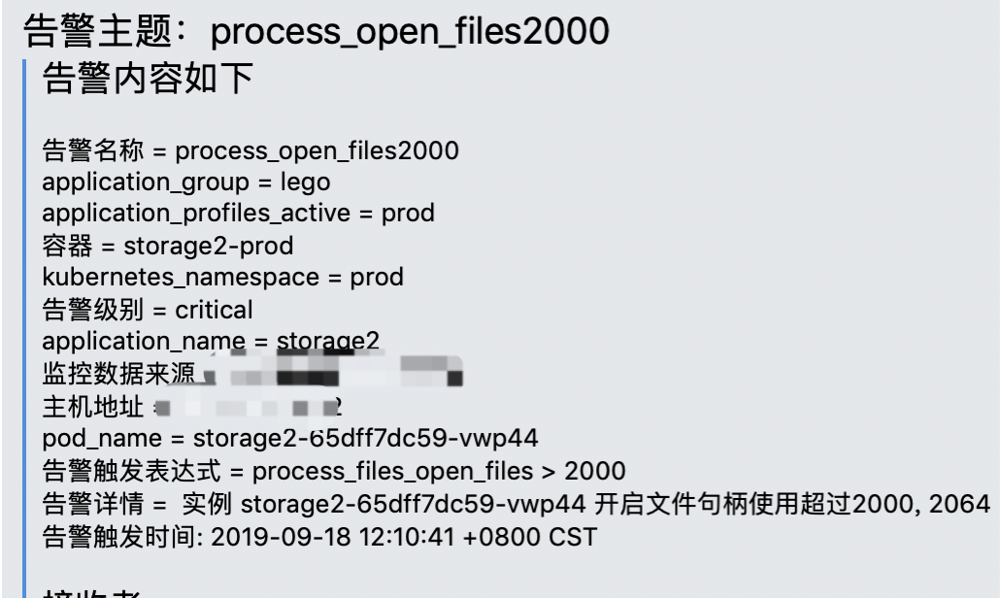 告警主题：process_open_files2000
告警内容如下
告警名称 = process_open_files2000
application_group = lego
application_profiles_active = prod
容器 = storage2-prod
kubernetes_namespace = prod
告警级别 = critical
application_name = storage2
监控数据来源
主机地址
pod_name = storage2-65dff7dc59-vwp44
告警触发表达式 = process_files_open_files > 2000
告警详情 =  实例 storage2-65dff7dc59-vwp44 开启文件句柄使用超过2000, 2064
告警触发时间: 2019-09-18 12:10:41 +0800 CST